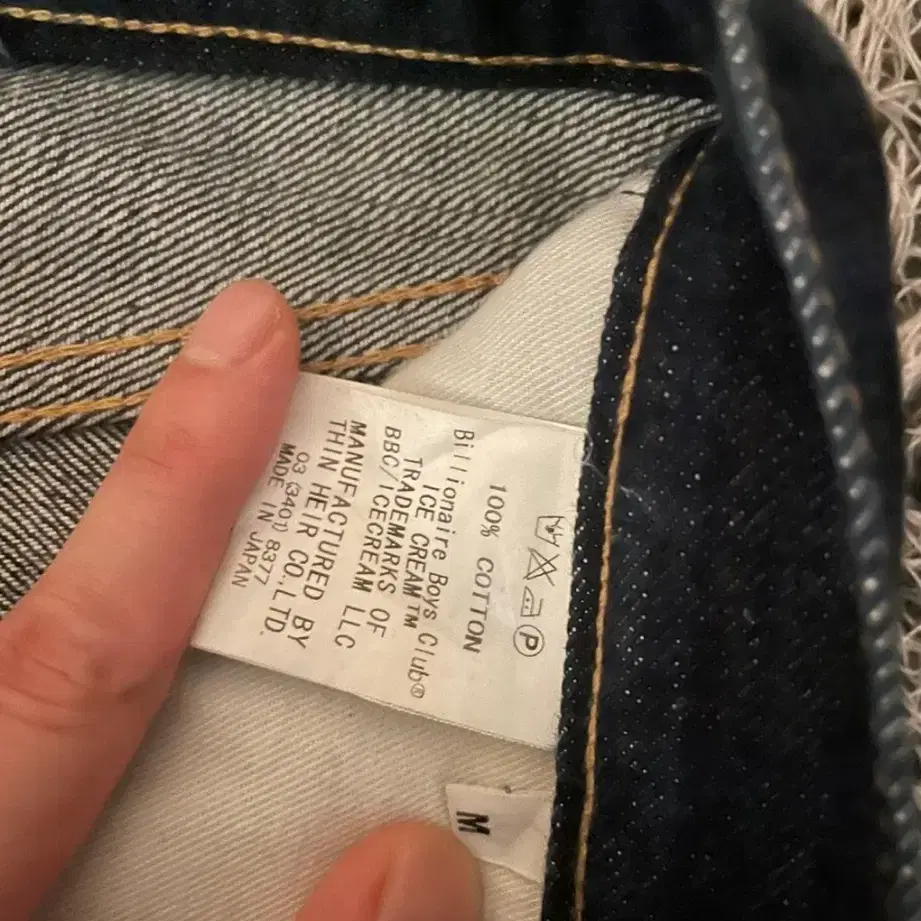 Ⓟ
100% COTTON
Billionaire Boys Club®
ICE CREAM™
TRADEMARKS OF
BBC/ICECREAM LLC
MANUFACTURED BY
THIN HEIR CO.,LTD.
03 (3401) 8377
MADE IN JAPAN
M